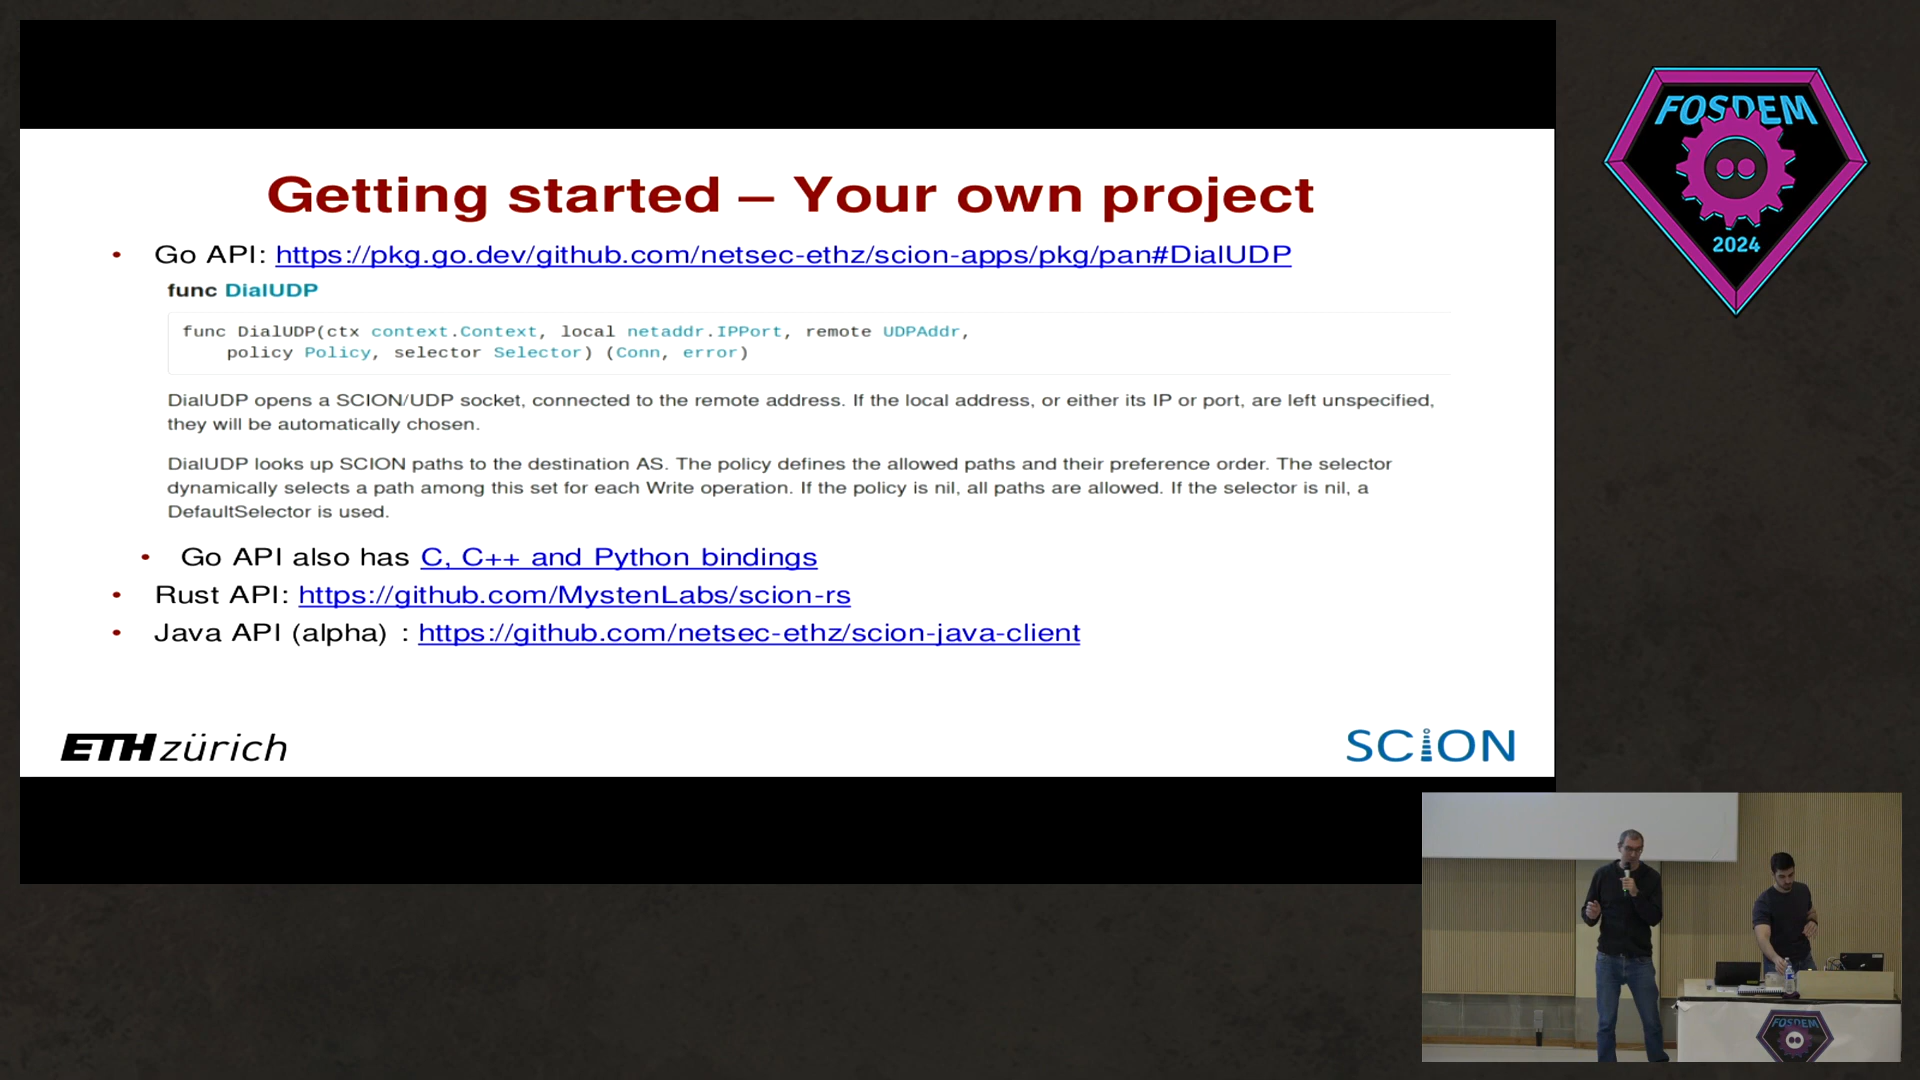 Getting started – Your own project
• Go API: https://pkg.go.dev/github.com/netsec-ethz/scion-apps/pkg/pan#DialUDP
func DialUDP
func DialUDP(ctx context.Context, local netaddr.IPPort, remote UDPAddr,
policy Policy, selector Selector) (Conn, error)
DialUDP opens a SCION/UDP socket, connected to the remote address. If the local address, or either its IP or port, are left unspecified,
they will be automatically chosen.
DialUDP looks up SCION paths to the destination AS. The policy defines the allowed paths and their preference order. The selector
dynamically selects a path among this set for each Write operation. If the policy is nil, all paths are allowed. If the selector is nil, a
DefaultSelector is used.
• Go API also has C, C++ and Python bindings
• Rust API: https://github.com/MystenLabs/scion-rs
• Java API (alpha) : https://github.com/netsec-ethz/scion-java-client
ETH zürich
SCION
FOSDEM
2024
FOSDEM